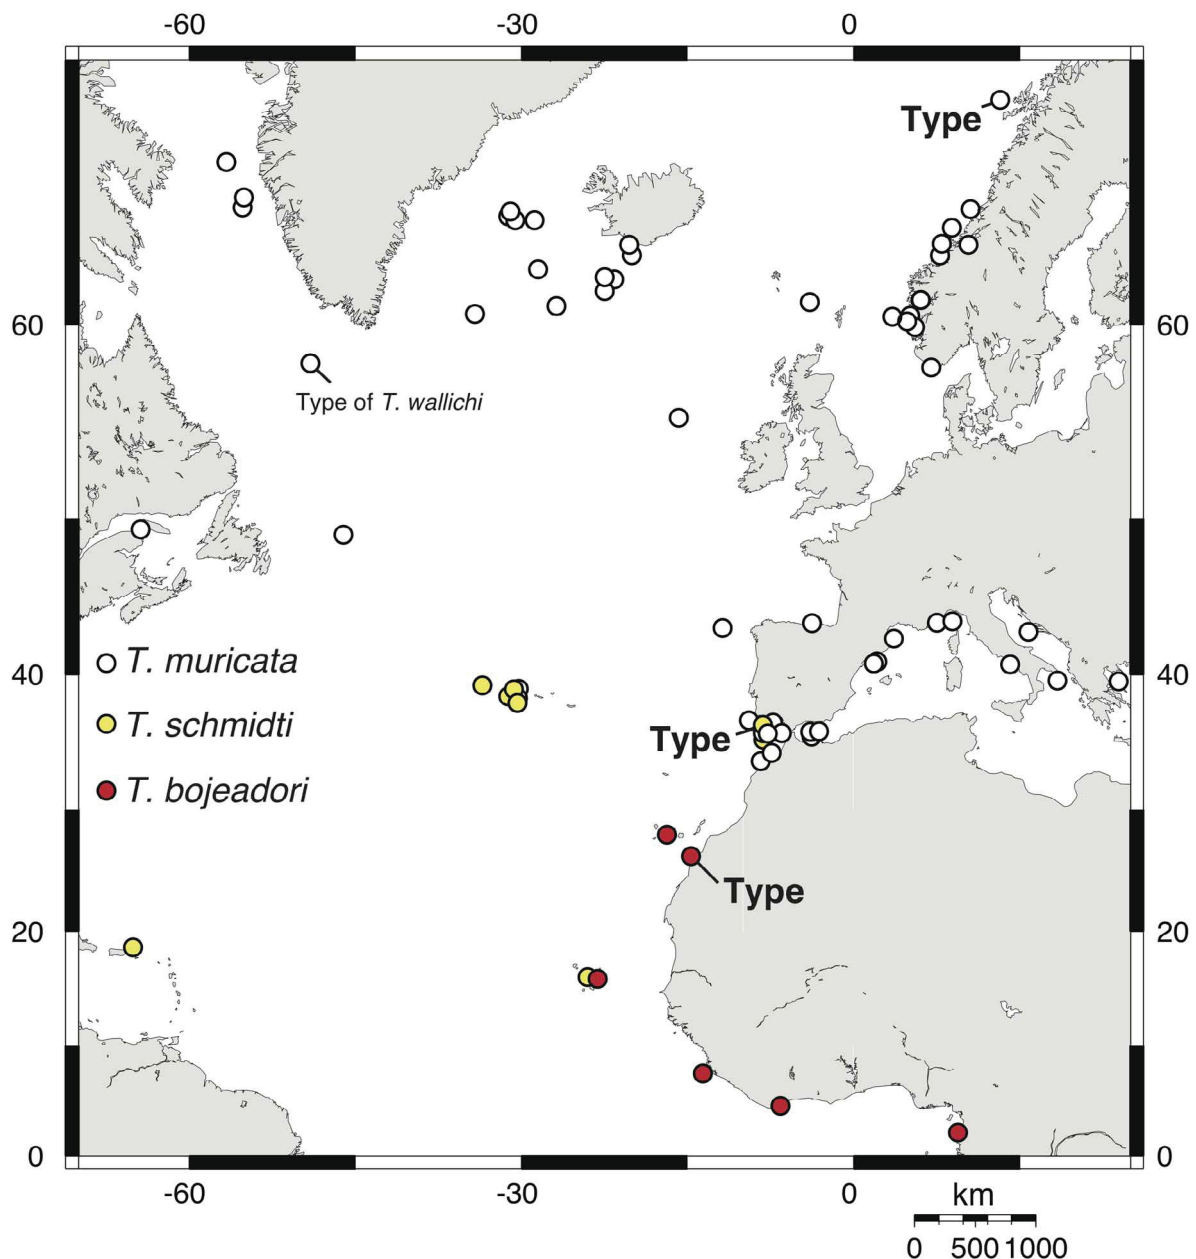 -60 -30 0
Type
60 60
Type of T. wallichi
T. muricata
40 40
T. schmidti
Type
T. bojeadori
Type
20 20
0 0
-60 -30 0
km
0 500 1000